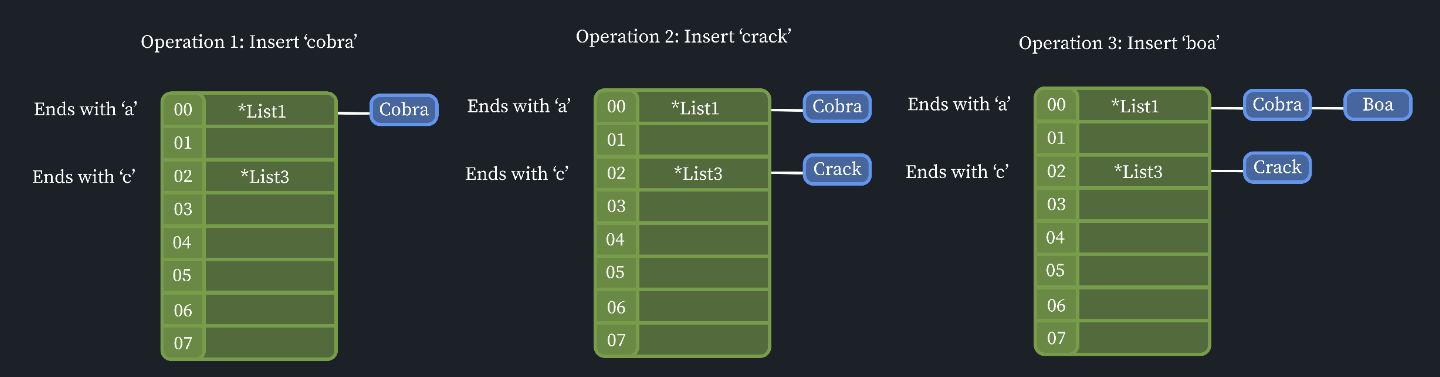 Operation 1: Insert ‘cobra’
Ends with ‘a’
00 *List1 Cobra
01
Ends with ‘c’
02 *List3
03
04
05
06
07
Operation 2: Insert ‘crack’
Ends with ‘a’
00 *List1 Cobra
01
Ends with ‘c’
02 *List3 Crack
03
04
05
06
07
Operation 3: Insert ‘boa’
Ends with ‘a’
00 *List1 Cobra Boa
01
Ends with ‘c’
02 *List3 Crack
03
04
05
06
07